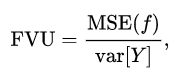 FVU = MSE(f) / var[Y],